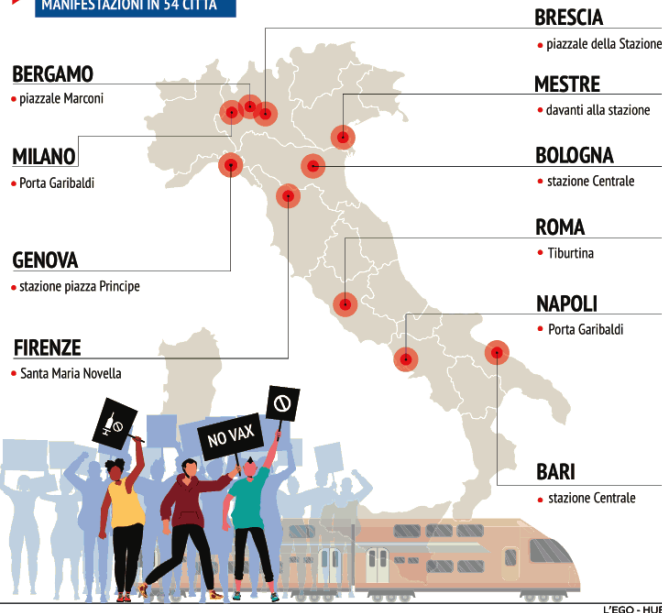 MANIFESTAZIONI IN 54 CITTÀ
BERGAMO
piazzale Marconi
MILANO
Porta Garibaldi
GENOVA
stazione piazza Principe
FIRENZE
Santa Maria Novella
BRESCIA
piazzale della Stazione
MESTRE
davanti alla stazione
BOLOGNA
stazione Centrale
ROMA
Tiburtina
NAPOLI
Porta Garibaldi
BARI
stazione Centrale
NO VAX
L'EGO - HUB